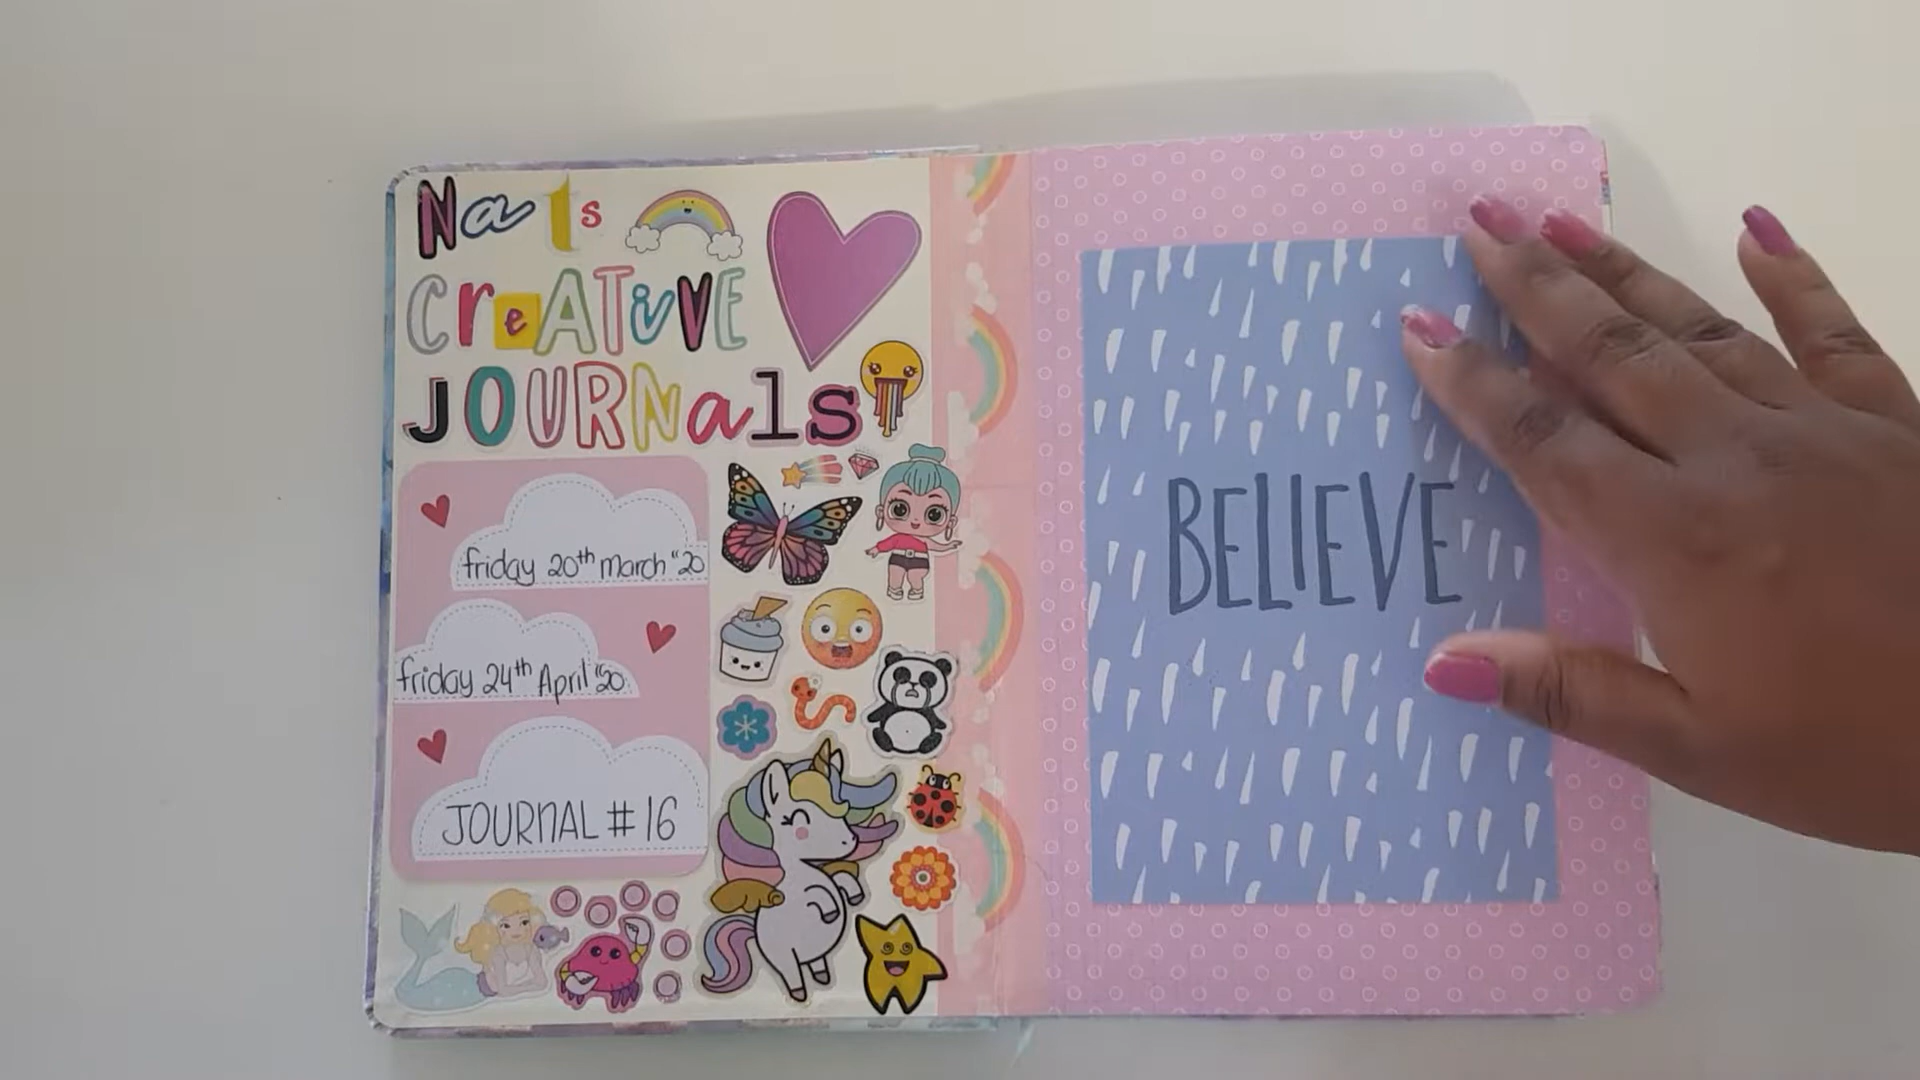 Nats
CreATiVE
JOURNals
friday 20th March "20
friday 24th April "20
JOURNAL #16
BELIEVE